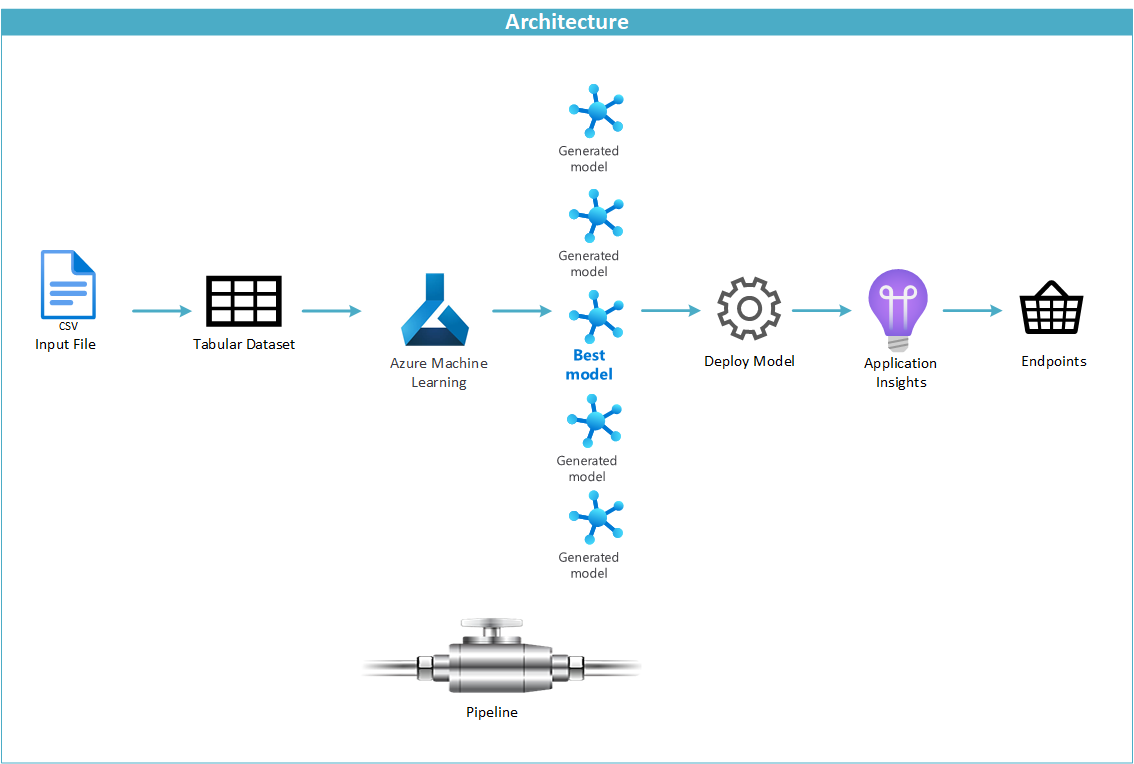 Architecture
Generated
model
Generated
model
CSV
Input File
Tabular Dataset
Azure Machine
Learning
Best
model
Deploy Model
Application
Insights
Endpoints
Generated
model
Generated
model
Pipeline